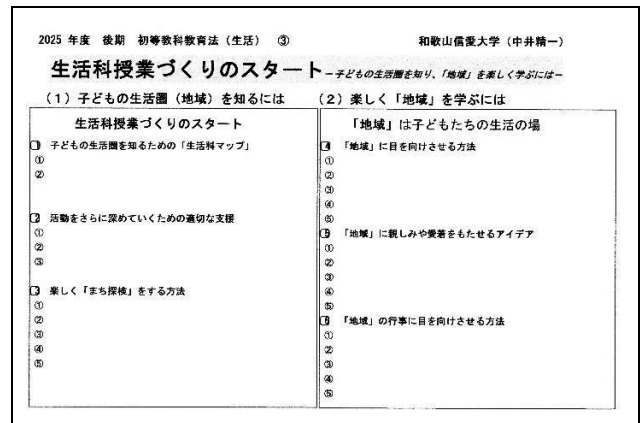 2025 年度 後期 初等教科教育法（生活） ③
和歌山信愛大学（中井精一）
生活科授業づくりのスタート－子どもの生活圏を知り、「地域」を楽しく学ぶには－
（１）子どもの生活圏（地域）を知るには
生活科授業づくりのスタート
1 子どもの生活圏を知るための「生活科マップ」
①
②
2 活動をさらに深めていくための適切な支援
①
②
③
3 楽しく「まち探検」をする方法
①
②
③
④
⑤
（２）楽しく「地域」を学ぶには
「地域」は子どもたちの生活の場
4 「地域」に目を向けさせる方法
①
②
③
④
⑤
5 「地域」に親しみや愛着をもたせるアイデア
①
②
③
④
⑤
6 「地域」の行事に目を向けさせる方法
①
②
③
④
⑤